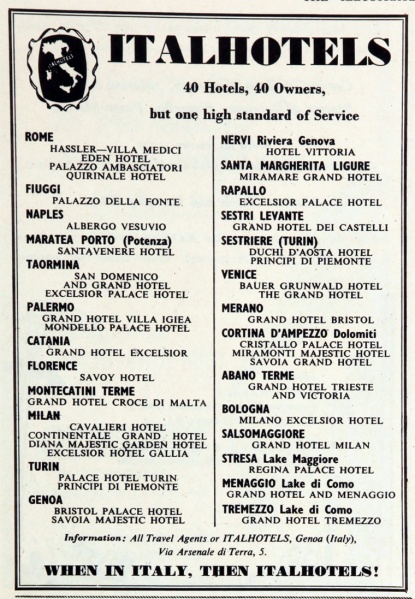 ITALHOTELS
ITALHOTELS
40 Hotels, 40 Owners,
but one high standard of Service
ROME
HASSLER—VILLA MEDICI
EDEN HOTEL
PALAZZO AMBASCIATORI
QUIRINALE HOTEL
FIUGGI
PALAZZO DELLA FONTE
NAPLES
ALBERGO VESUVIO
MARATEA PORTO (Potenza)
SANTAVENERE HOTEL
TAORMINA
SAN DOMENICO
AND GRAND HOTEL
EXCELSIOR PALACE HOTEL
PALERMO
GRAND HOTEL VILLA IGIEA
MONDELLO PALACE HOTEL
CATANIA
GRAND HOTEL EXCELSIOR
FLORENCE
SAVOY HOTEL
MONTECATINI TERME
GRAND HOTEL CROCE DI MALTA
MILAN
CAVALIERI HOTEL
CONTINENTALE GRAND HOTEL
DIANA MAJESTIC GARDEN HOTEL
EXCELSIOR HOTEL GALLIA
TURIN
PALACE HOTEL TURIN
PRINCIPI DI PIEMONTE
GENOA
BRISTOL PALACE HOTEL
SAVOIA MAJESTIC HOTEL
NERVI Riviera Genova
HOTEL VITTORIA
SANTA MARGHERITA LIGURE
MIRAMARE GRAND HOTEL
RAPALLO
EXCELSIOR PALACE HOTEL
SESTRI LEVANTE
GRAND HOTEL DEI CASTELLI
SESTRIERE (TURIN)
DUCHI D'AOSTA HOTEL
PRINCIPI DI PIEMONTE
VENICE
BAUER GRUNWALD HOTEL
THE GRAND HOTEL
MERANO
GRAND HOTEL BRISTOL
CORTINA D'AMPEZZO Dolomiti
CRISTALLO PALACE HOTEL
MIRAMONTI MAJESTIC HOTEL
SAVOIA GRAND HOTEL
ABANO TERME
GRAND HOTEL TRIESTE
AND VICTORIA
BOLOGNA
MILANO EXCELSIOR HOTEL
SALSOMAGGIORE
GRAND HOTEL MILAN
STRESA Lake Maggiore
REGINA PALACE HOTEL
MENAGGIO Lake di Como
GRAND HOTEL AND MENAGGIO
TREMEZZO Lake di Como
GRAND HOTEL TREMEZZO
Information: All Travel Agents or ITALHOTELS, Genoa (Italy),
Via Arsenale di Terra, 5.
WHEN IN ITALY, THEN ITALHOTELS!